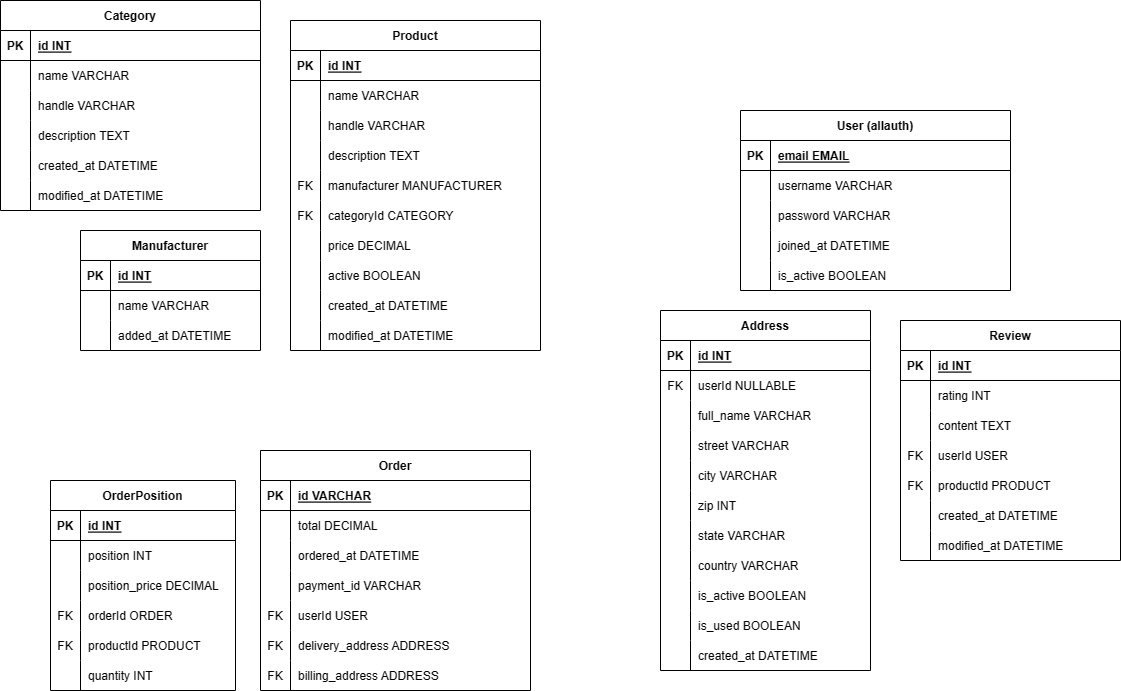 Category
PK id INT
name VARCHAR
handle VARCHAR
description TEXT
created_at DATETIME
modified_at DATETIME
Manufacturer
PK id INT
name VARCHAR
added_at DATETIME
Product
PK id INT
name VARCHAR
handle VARCHAR
description TEXT
FK manufacturer MANUFACTURER
FK categoryId CATEGORY
price DECIMAL
active BOOLEAN
created_at DATETIME
modified_at DATETIME
User (allauth)
PK email EMAIL
username VARCHAR
password VARCHAR
joined_at DATETIME
is_active BOOLEAN
Address
PK id INT
FK userId NULLABLE
full_name VARCHAR
street VARCHAR
city VARCHAR
zip INT
state VARCHAR
country VARCHAR
is_active BOOLEAN
is_used BOOLEAN
created_at DATETIME
Review
PK id INT
rating INT
content TEXT
FK userId USER
FK productId PRODUCT
created_at DATETIME
modified_at DATETIME
OrderPosition
PK id INT
position INT
position_price DECIMAL
FK orderId ORDER
FK productId PRODUCT
quantity INT
Order
PK id VARCHAR
total DECIMAL
ordered_at DATETIME
payment_id VARCHAR
FK userId USER
FK delivery_address ADDRESS
FK billing_address ADDRESS